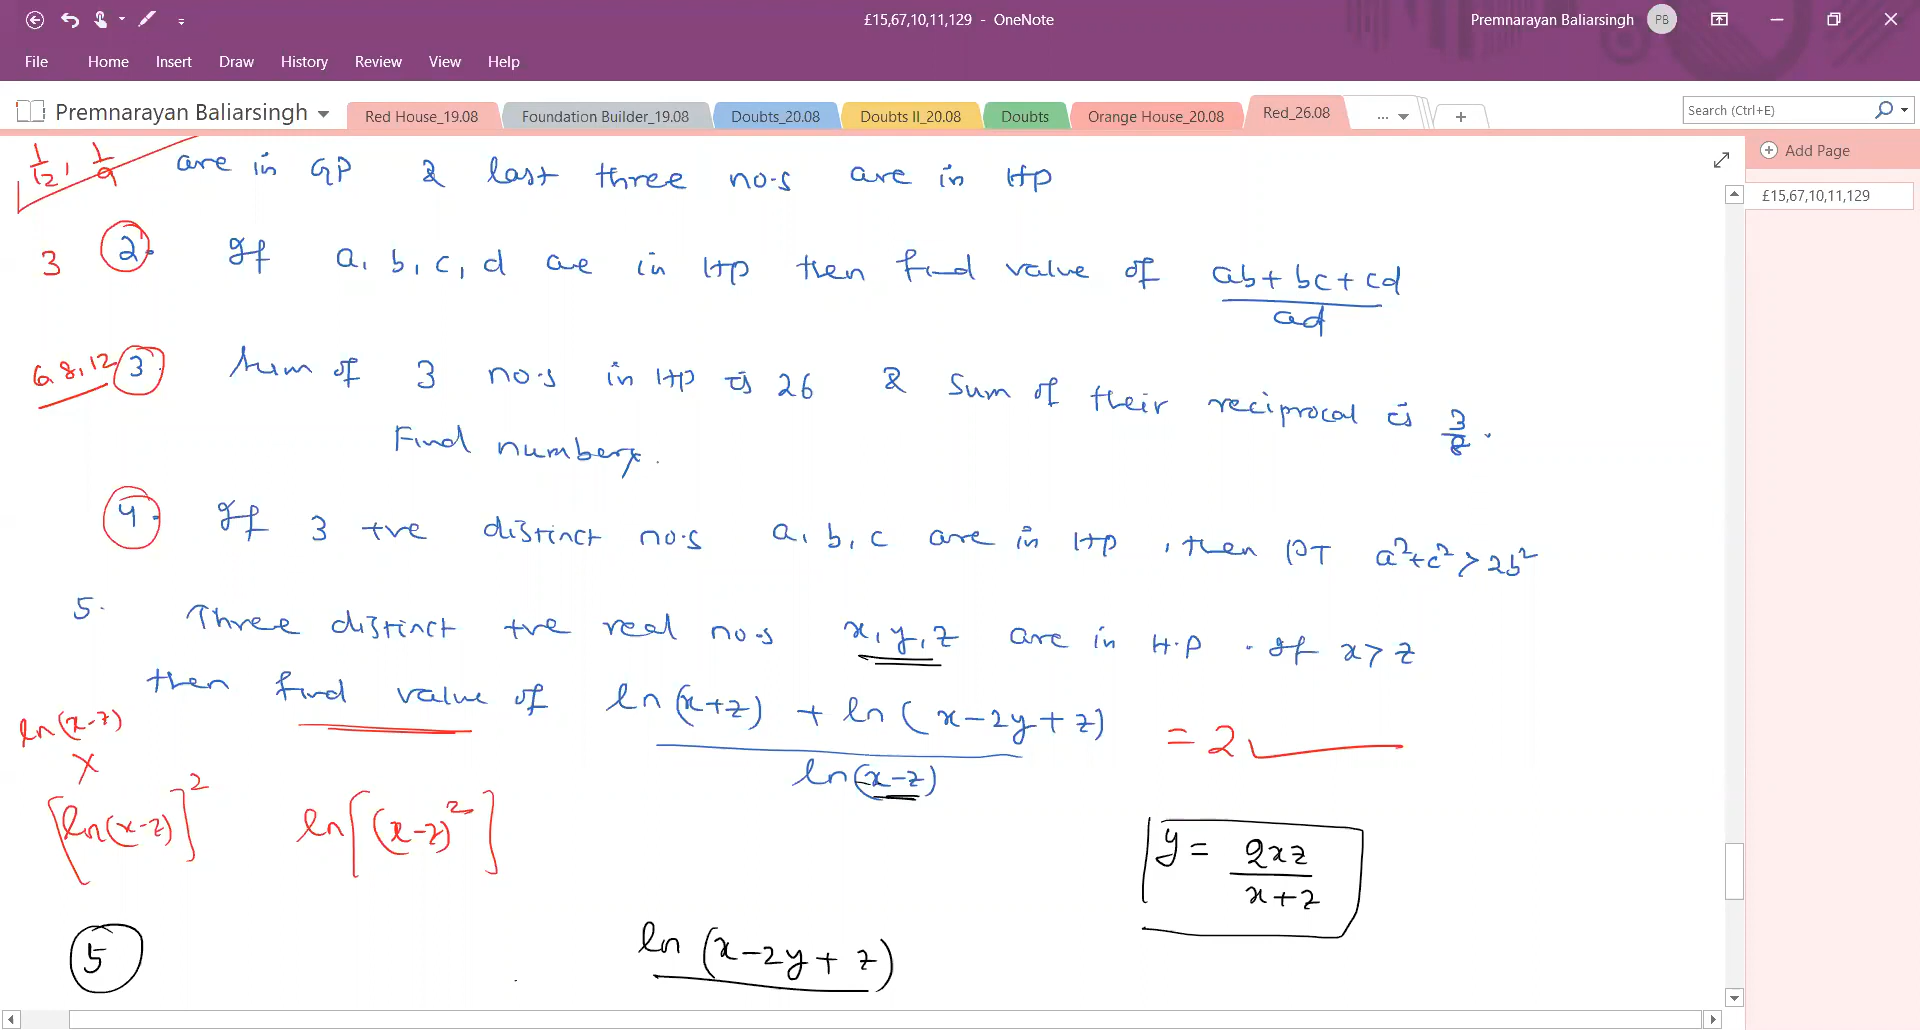 £15,67,10,11,129 - OneNote
Premnarayan Baliarsingh PB
File Home Insert Draw History Review View Help
Premnarayan Baliarsingh
Red House_19.08
Foundation Builder_19.08
Doubts_20.08
Doubts II_20.08
Doubts
Orange House_20.08
Red_26.08
...
+
Search (Ctrl+E)
Add Page
£15,67,10,11,129
1/12, 1/9 are in GP & last three no.s are in HP
3 2. If a, b, c, d are in HP then find value of (ab + bc + cd)/ad
6, 8, 12 3. Sum of 3 no.s in HP is 26 & sum of their reciprocal is 3/8.
Find numbers.
4. If 3 +ve distinct no.s a, b, c are in HP, then PT a²+c² > 2b²
5. Three distinct +ve real no.s x, y, z are in H.P. If x > z
then find value of (ln(x+z) + ln(x-2y+z))/ln(x-z) = 2
ln(x-z)
x
[ln(x-z)]² ln[(x-z)²]
y = 2xz/(x+z)
5 ln(x-2y+z)